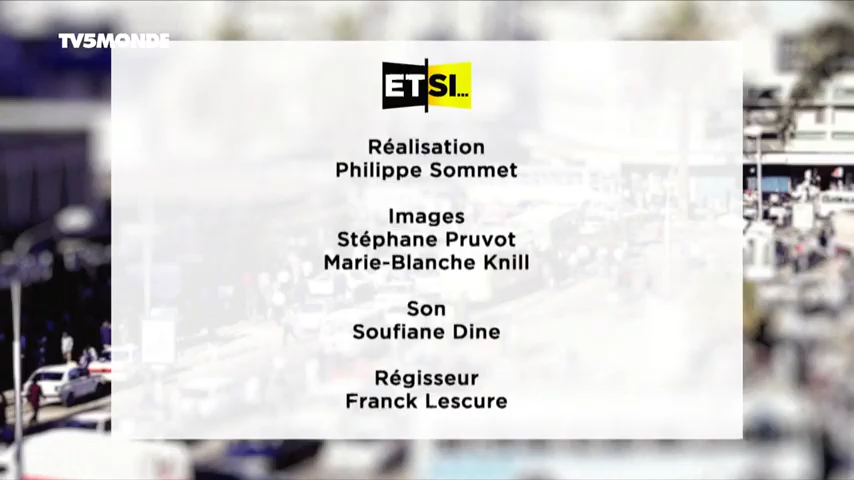 TV5MONDE
ET SI...
Réalisation
Philippe Sommet
Images
Stéphane Pruvot
Marie-Blanche Knill
Son
Soufiane Dine
Régisseur
Franck Lescure